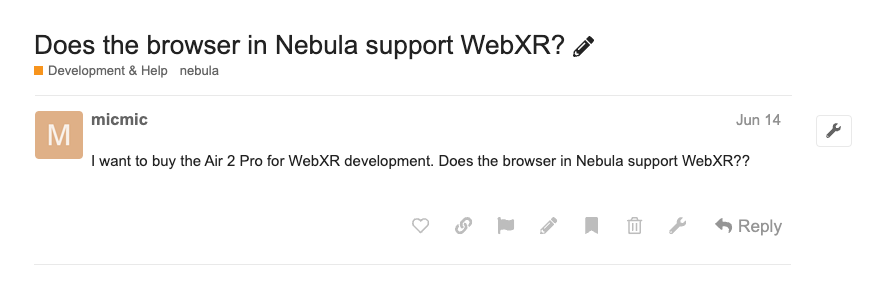 Does the browser in Nebula support WebXR?
Development & Help nebula
M
micmic
Jun 14
I want to buy the Air 2 Pro for WebXR development. Does the browser in Nebula support WebXR??
Reply